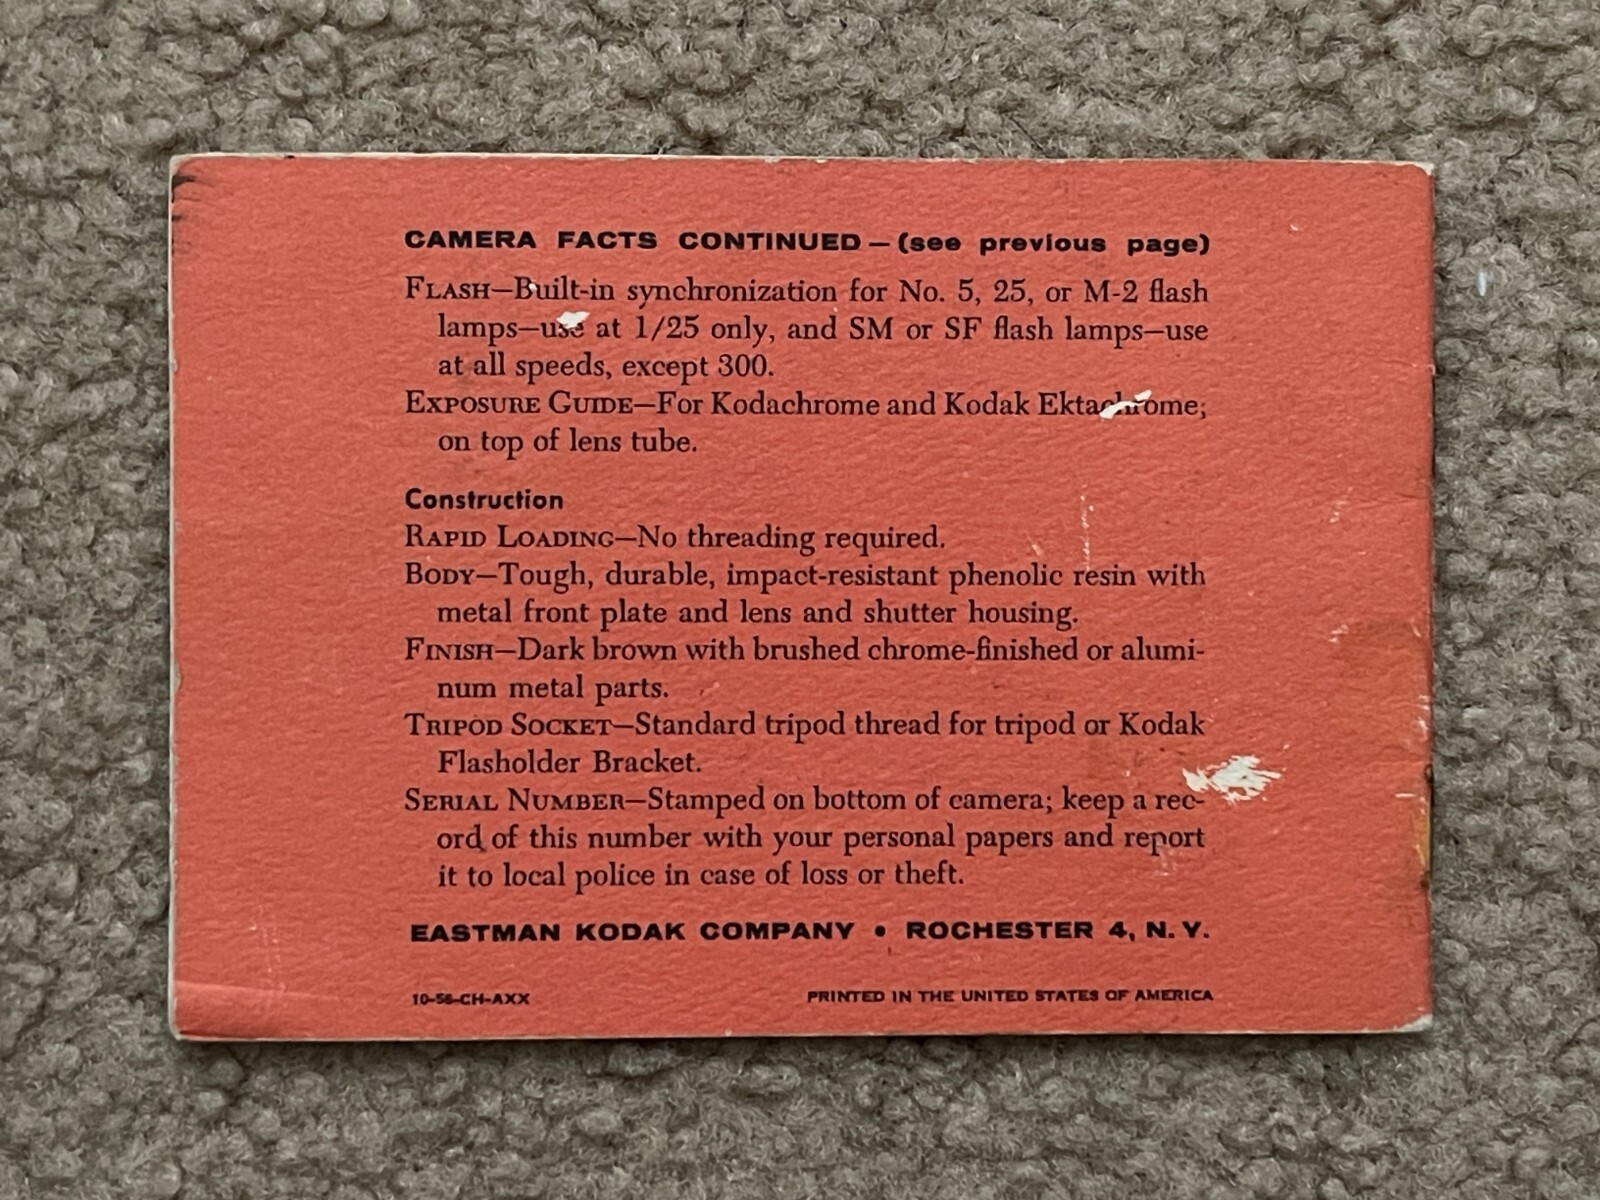 CAMERA FACTS CONTINUED — (see previous page)
FLASH—Built-in synchronization for No. 5, 25, or M-2 flash
lamps—use at 1/25 only, and SM or SF flash lamps—use
at all speeds, except 300.
EXPOSURE GUIDE—For Kodachrome and Kodak Ektachrome;
on top of lens tube.
Construction
RAPID LOADING—No threading required.
BODY—Tough, durable, impact-resistant phenolic resin with
metal front plate and lens and shutter housing.
FINISH—Dark brown with brushed chrome-finished or alumi-
num metal parts.
TRIPOD SOCKET—Standard tripod thread for tripod or Kodak
Flasholder Bracket.
SERIAL NUMBER—Stamped on bottom of camera; keep a rec-
ord of this number with your personal papers and report
it to local police in case of loss or theft.
EASTMAN KODAK COMPANY • ROCHESTER 4, N. Y.
10-56-CH-AXX
PRINTED IN THE UNITED STATES OF AMERICA